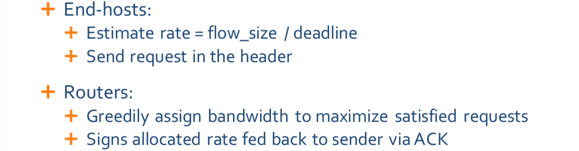 + End-hosts:
+ Estimate rate = flow_size / deadline
+ Send request in the header
+ Routers:
+ Greedily assign bandwidth to maximize satisfied requests
+ Signs allocated rate fed back to sender via ACK